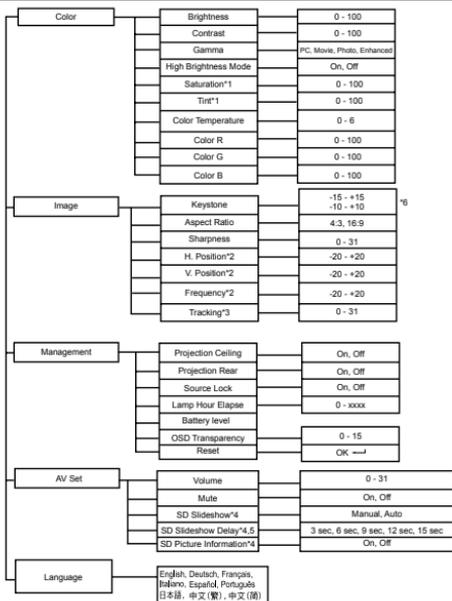 Color
Brightness 0 - 100
Contrast 0 - 100
Gamma PC, Movie, Photo, Enhanced
High Brightness Mode On, Off
Saturation*1 0 - 100
Tint*1 0 - 100
Color Temperature 0 - 6
Color R 0 - 100
Color G 0 - 100
Color B 0 - 100
Image
Keystone -15 - +15
-10 - +10 *6
Aspect Ratio 4:3, 16:9
Sharpness 0 - 31
H. Position*2 -20 - +20
V. Position*2 -20 - +20
Frequency*2 -20 - +20
Tracking*3 0 - 31
Management
Projection Ceiling On, Off
Projection Rear On, Off
Source Lock On, Off
Lamp Hour Elapse 0 - xxxx
Battery level
OSD Transparency 0 - 15
Reset OK
AV Set
Volume 0 - 31
Mute On, Off
SD Slideshow*4 Manual, Auto
SD Slideshow Delay*4,5 3 sec, 6 sec, 9 sec, 12 sec, 15 sec
SD Picture Information*4 On, Off
Language
English, Deutsch, Français,
Italiano, Español, Português
日本語, 中文(繁), 中文(简)